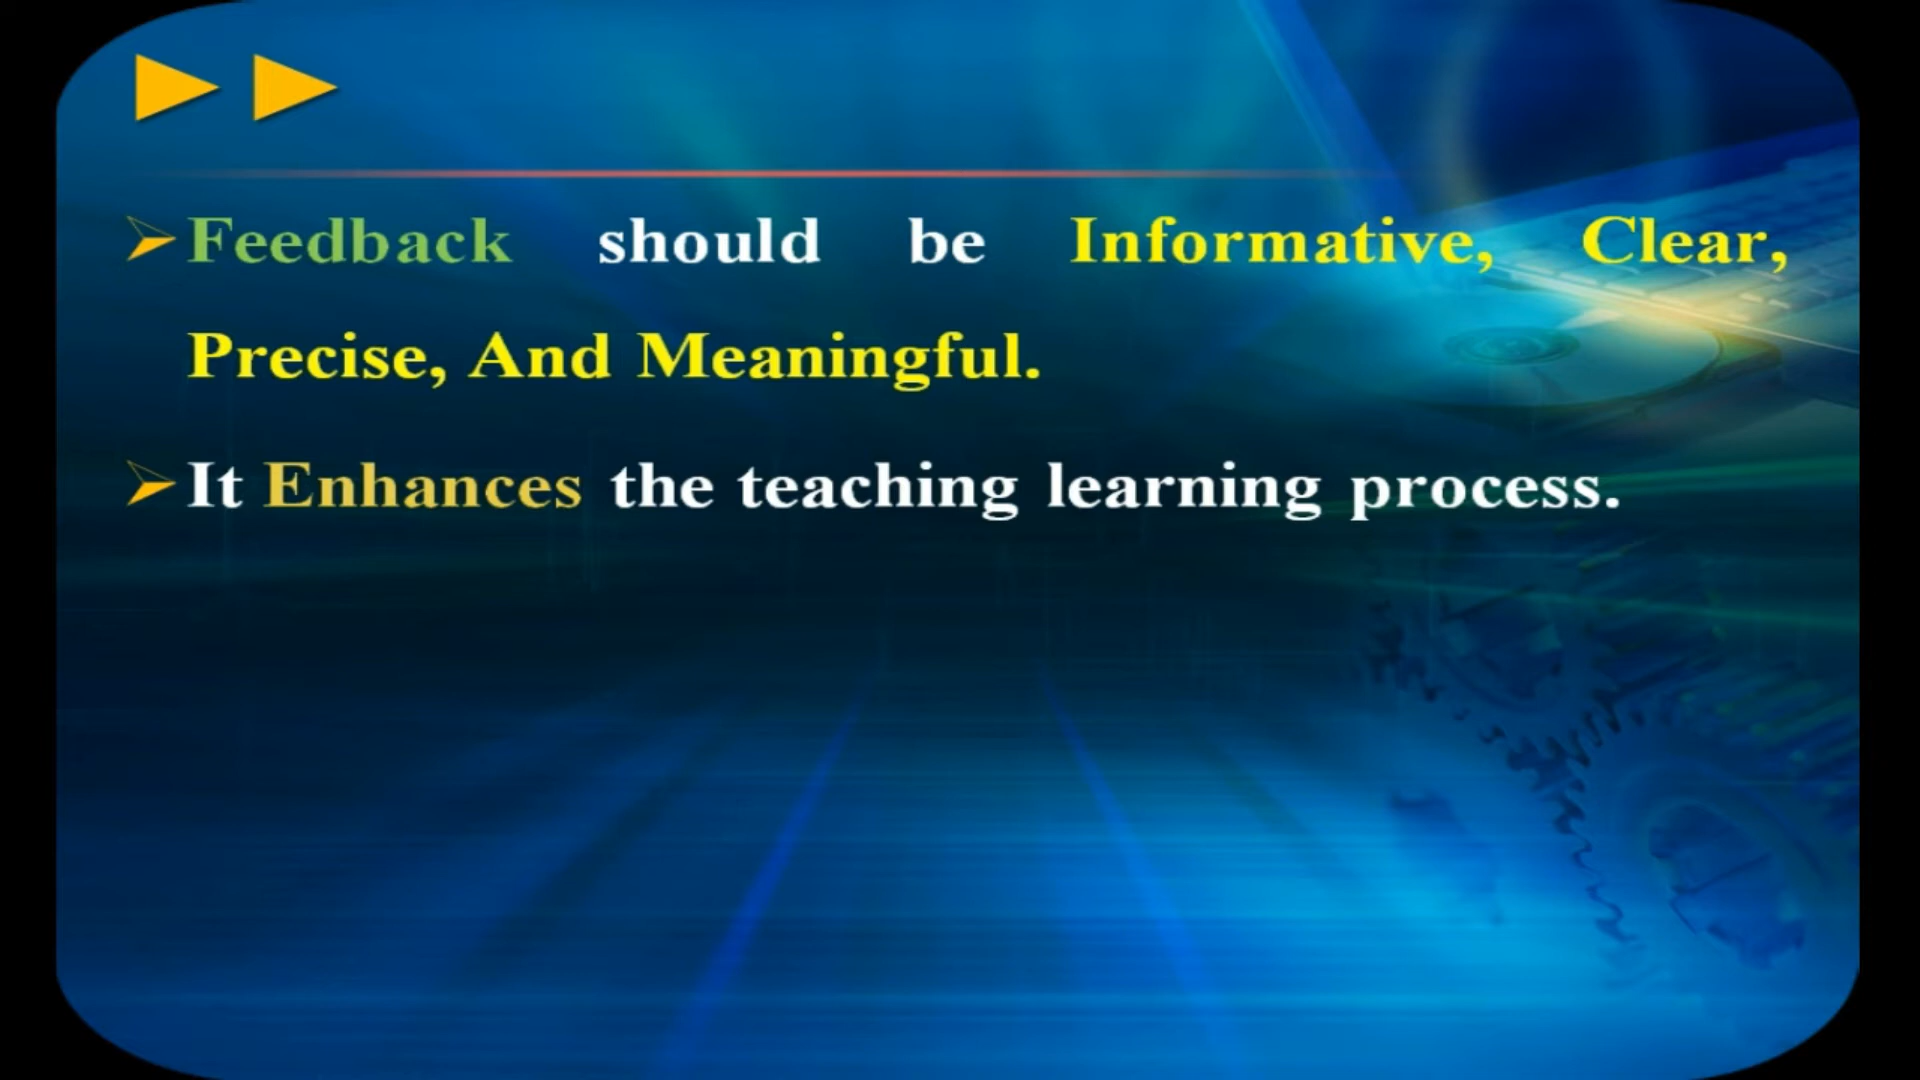 Feedback should be Informative, Clear,
Precise, And Meaningful.
It Enhances the teaching learning process.